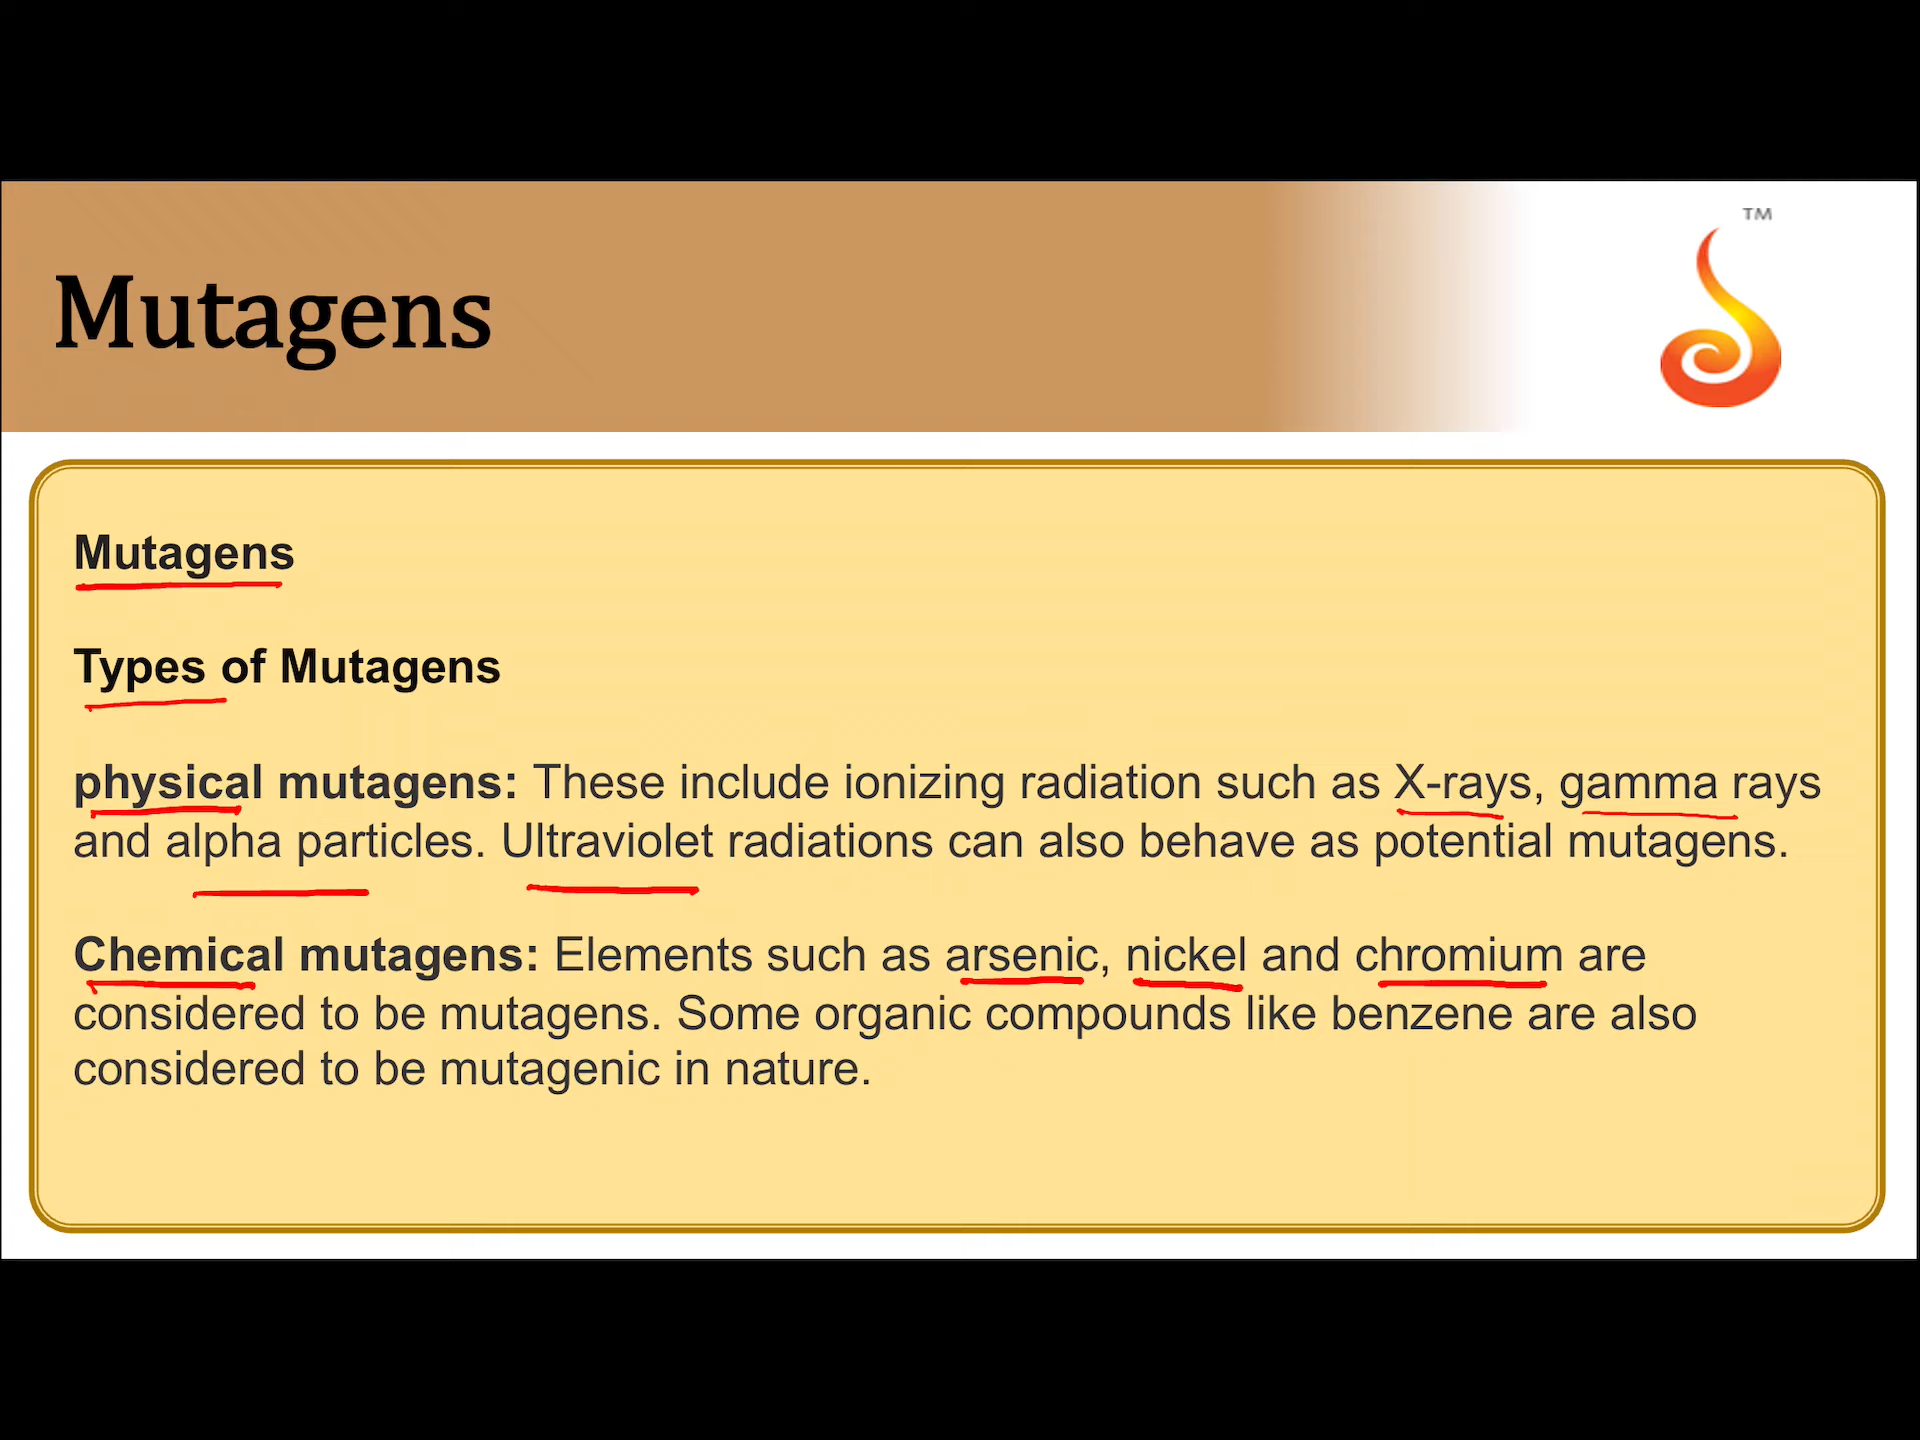 TM
Mutagens
Mutagens
Types of Mutagens
physical mutagens: These include ionizing radiation such as X-rays, gamma rays
and alpha particles. Ultraviolet radiations can also behave as potential mutagens.
Chemical mutagens: Elements such as arsenic, nickel and chromium are
considered to be mutagens. Some organic compounds like benzene are also
considered to be mutagenic in nature.